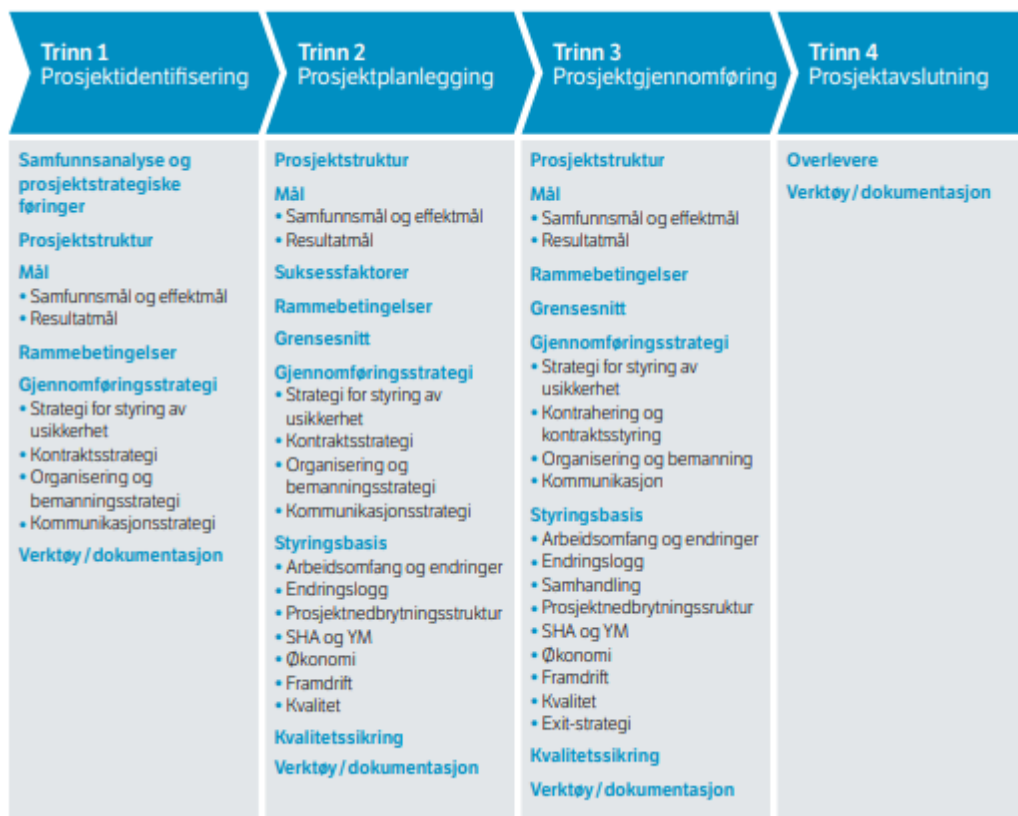 Trinn 1
Prosjektidentifisering
Samfunnsanalyse og
prosjektstrategiske
føringer
Prosjektstruktur
Mål
• Samfunnsmål og effektmål
• Resultatmål
Rammebetingelser
Gjennomføringsstrategi
• Strategi for styring av
usikkerhet
• Kontraktsstrategi
• Organisering og
bemanningsstrategi
• Kommunikasjonsstrategi
Verktøy/dokumentasjon
Trinn 2
Prosjektplanlegging
Prosjektstruktur
Mål
• Samfunnsmål og effektmål
• Resultatmål
Suksessfaktorer
Rammebetingelser
Grensesnitt
Gjennomføringsstrategi
• Strategi for styring av
usikkerhet
• Kontraktsstrategi
• Organisering og
bemanningsstrategi
• Kommunikasjonsstrategi
Styringsbasis
• Arbeidsomfang og endringer
• Endringslogg
• Prosjektnedbrytningsstruktur
• SHA og YM
• Økonomi
• Framdrift
• Kvalitet
Kvalitetssikring
Verktøy/dokumentasjon
Trinn 3
Prosjektgjennomføring
Prosjektstruktur
Mål
• Samfunnsmål og effektmål
• Resultatmål
Rammebetingelser
Grensesnitt
Gjennomføringsstrategi
• Strategi for styring av
usikkerhet
• Kontrahering og
kontraktsstyring
• Organisering og bemanning
• Kommunikasjon
Styringsbasis
• Arbeidsomfang og endringer
• Endringslogg
• Samhandling
• Prosjektnedbrytningssruktur
• SHA og YM
• Økonomi
• Framdrift
• Kvalitet
• Exit-strategi
Kvalitetssikring
Verktøy/dokumentasjon
Trinn 4
Prosjektavslutning
Overlevere
Verktøy/dokumentasjon